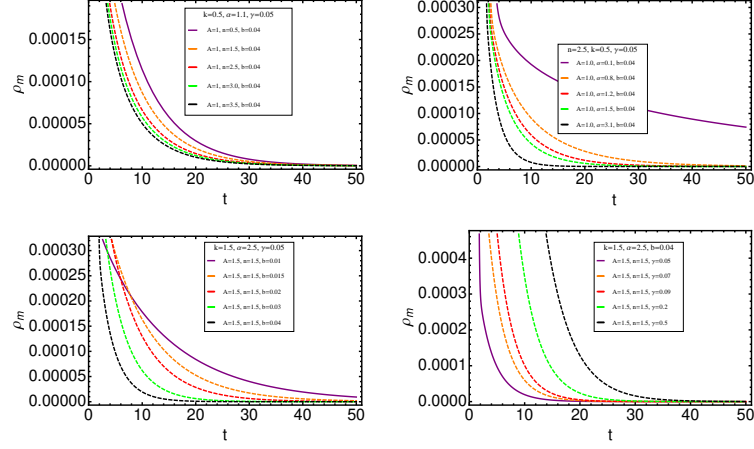 k=0.5, α=1.1, γ=0.05
A=1, n=0.5, b=0.04
A=1, n=1.5, b=0.04
A=1, n=2.5, b=0.04
A=1, n=3.0, b=0.04
A=1, n=3.5, b=0.04
0.00015
0.00010
0.00005
0.00000
ρm
0 10 20 30 40 50
t
n=2.5, k=0.5, γ=0.05
A=1.0, α=0.1, b=0.04
A=1.0, α=0.8, b=0.04
A=1.0, α=1.2, b=0.04
A=1.0, α=1.5, b=0.04
A=1.0, α=3.1, b=0.04
0.00030
0.00025
0.00020
0.00015
0.00010
0.00005
0.00000
ρm
0 10 20 30 40 50
t
k=1.5, α=2.5, γ=0.05
A=1.5, n=1.5, b=0.01
A=1.5, n=1.5, b=0.015
A=1.5, n=1.5, b=0.02
A=1.5, n=1.5, b=0.03
A=1.5, n=1.5, b=0.04
0.00030
0.00025
0.00020
0.00015
0.00010
0.00005
0.00000
ρm
0 10 20 30 40 50
t
k=1.5, α=2.5, b=0.04
A=1.5, n=1.5, γ=0.05
A=1.5, n=1.5, γ=0.07
A=1.5, n=1.5, γ=0.09
A=1.5, n=1.5, γ=0.2
A=1.5, n=1.5, γ=0.5
0.0004
0.0003
0.0002
0.0001
0.0000
ρm
0 10 20 30 40 50
t